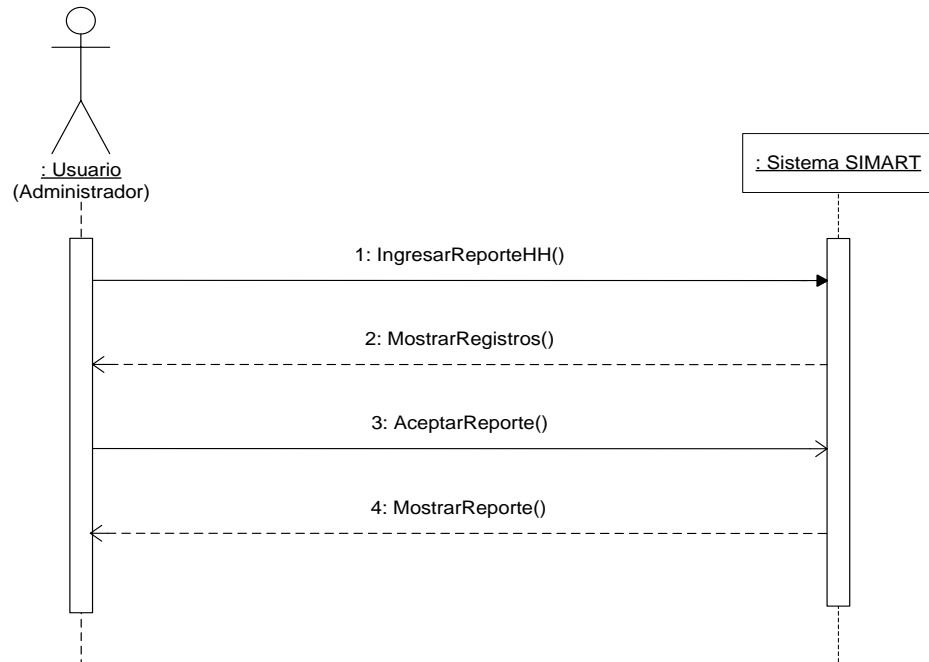 : Usuario
(Administrador)
: Sistema SIMART
1: IngresarReporteHH()
2: MostrarRegistros()
3: AceptarReporte()
4: MostrarReporte()